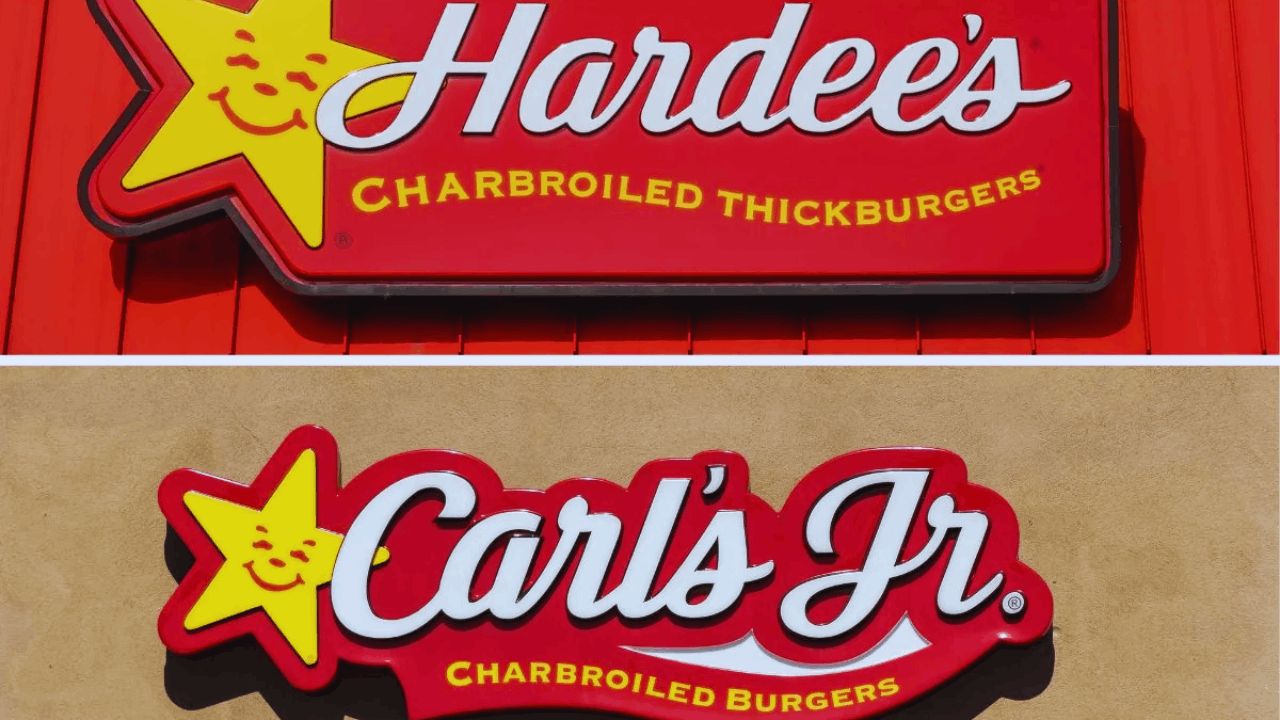 Hardee's
CHARBROILED THICKBURGERS
®
Carl's Jr.®
CHARBROILED BURGERS